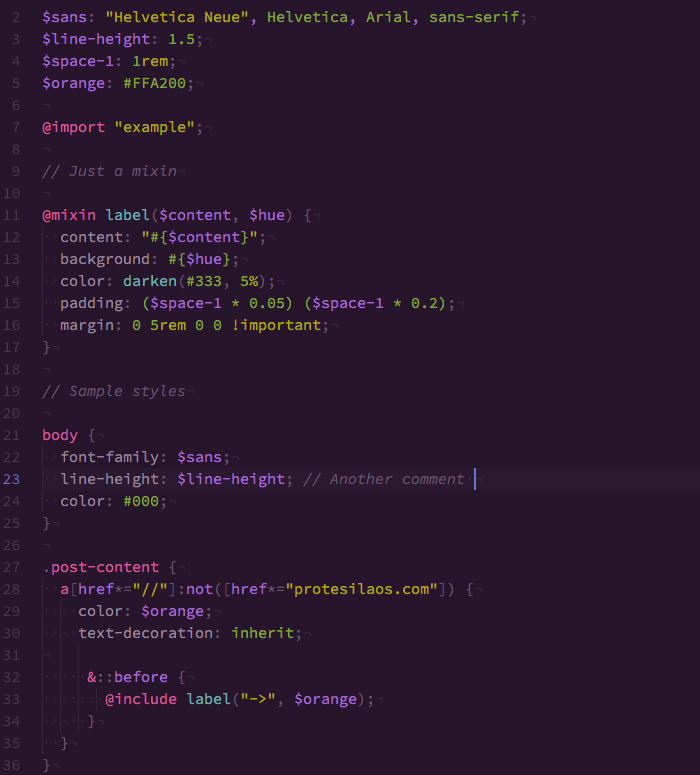 2 $sans: "Helvetica Neue", Helvetica, Arial, sans-serif;¬
3 $line-height: 1.5;¬
4 $space-1: 1rem;¬
5 $orange: #FFA200;¬
6 ¬
7 @import "example";¬
8 ¬
9 // Just a mixin¬
10 ¬
11 @mixin label($content, $hue) {¬
12 ··content: "#{$content}";¬
13 ··background: #{$hue};¬
14 ··color: darken(#333, 5%);¬
15 ··padding: ($space-1 * 0.05) ($space-1 * 0.2);¬
16 ··margin: 0 5rem 0 0 !important;¬
17 }¬
18 ¬
19 // Sample styles¬
20 ¬
21 body {¬
22 ··font-family: $sans;¬
23 ··line-height: $line-height; // Another comment·¬
24 ··color: #000;¬
25 }¬
26 ¬
27 .post-content {¬
28 ··a[href*="//"]:not([href*="protesilaos.com"]) {¬
29 ····color: $orange;¬
30 ····text-decoration: inherit;¬
31 ¬
32 ·····&::before {¬
33 ·······@include label("->", $orange);¬
34 ·····}¬
35 ··}¬
36 }¬